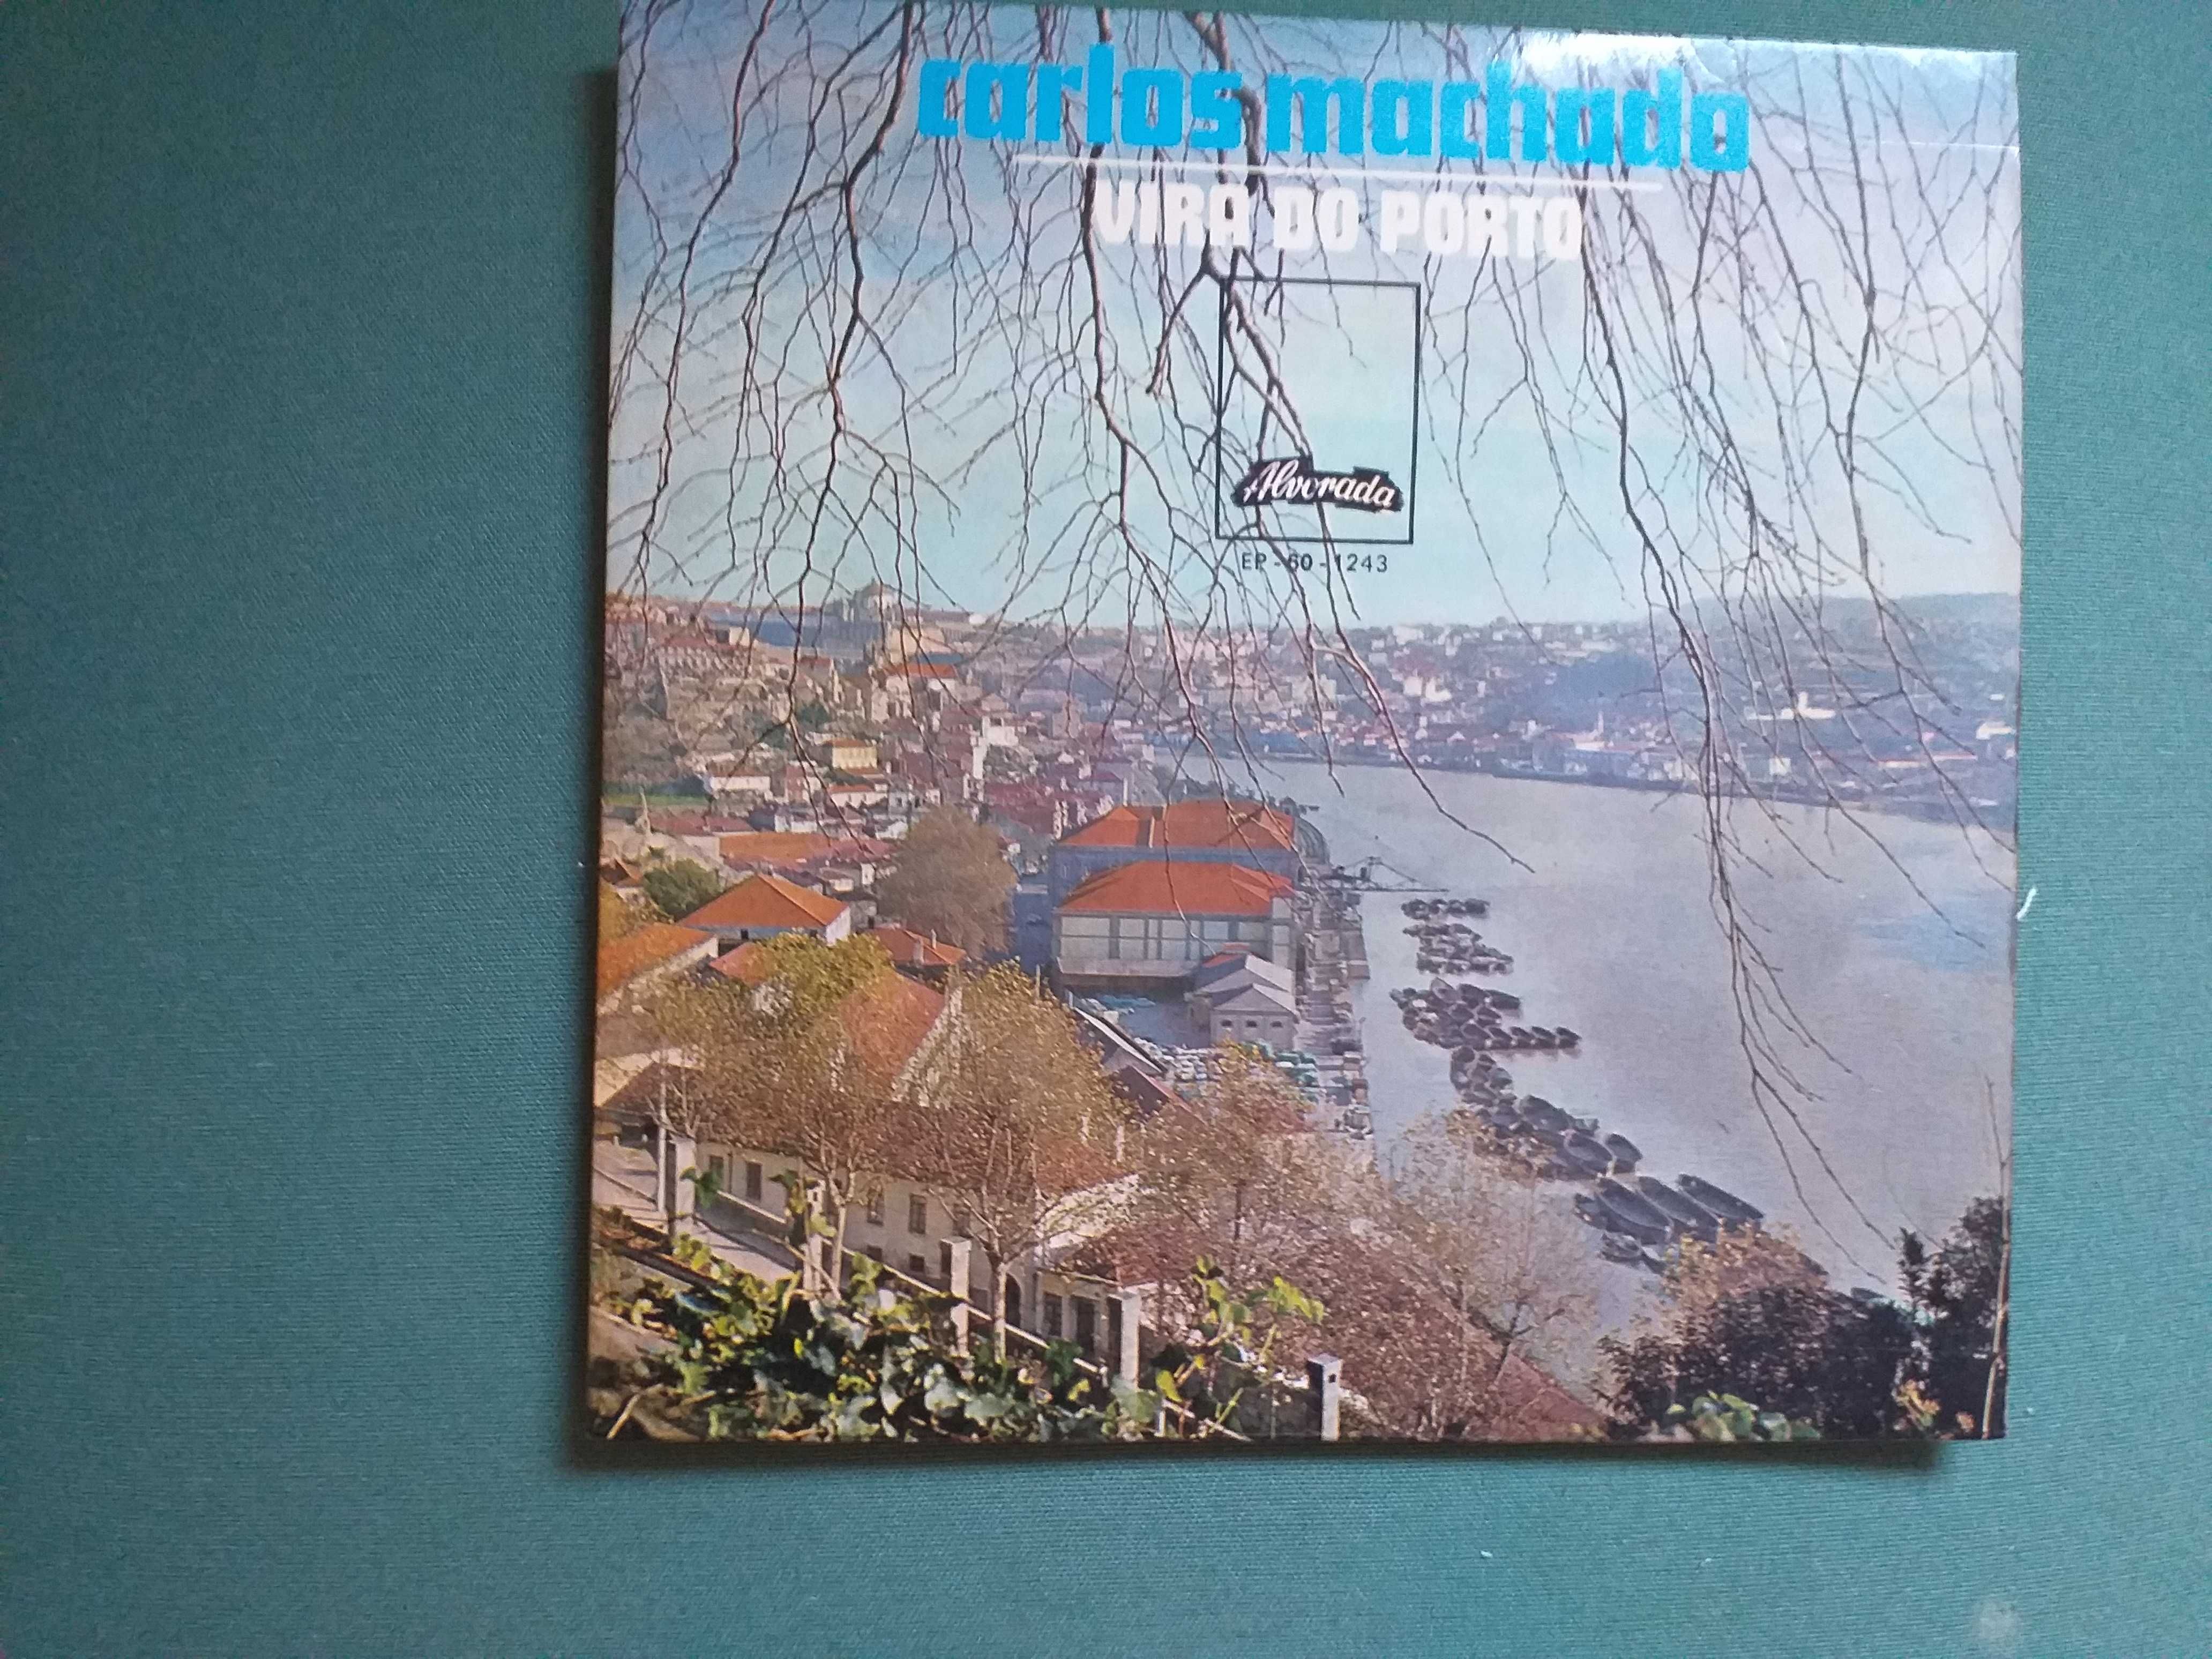 carlos machado
VIRA DO PORTO
Alvorada
EP - 60 - 1243